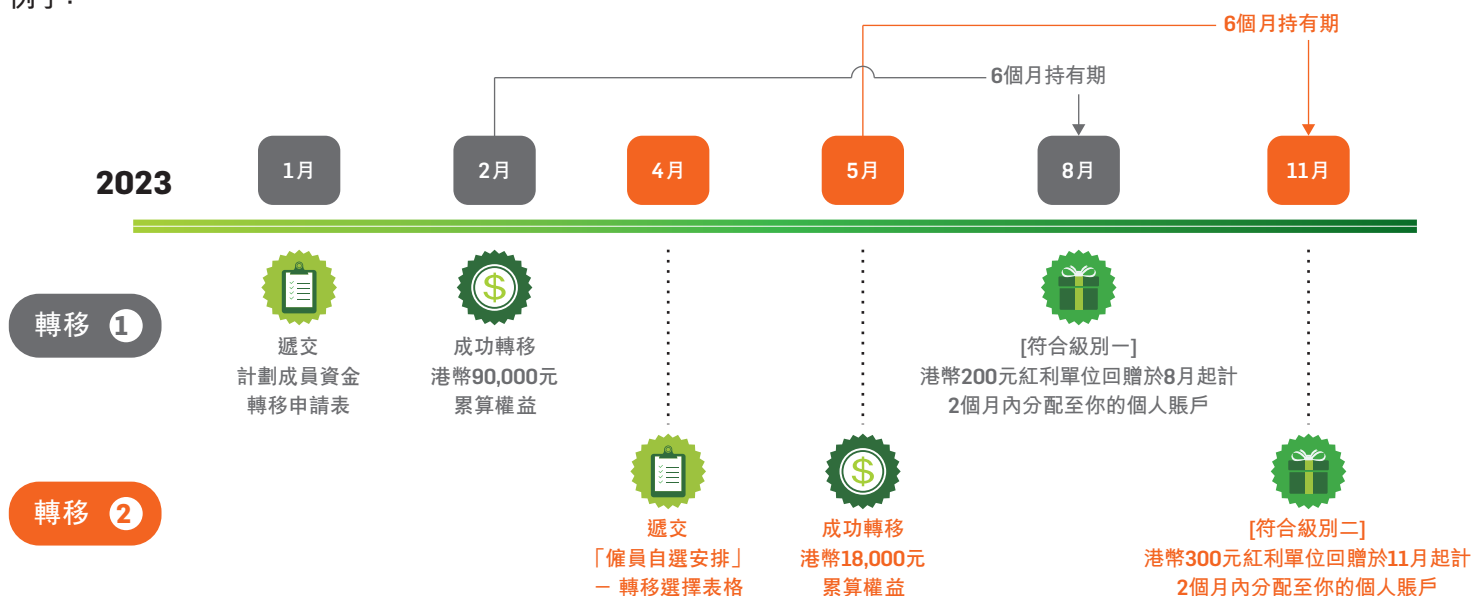 例子:
6個月持有期
6個月持有期
2023
1月
2月
4月
5月
8月
11月
轉移 1
遞交
計劃成員資金
轉移申請表
成功轉移
港幣90,000元
累算權益
[符合級別一]
港幣200元紅利單位回贈於8月起計
2個月內分配至你的個人賬戶
轉移 2
遞交
「僱員自選安排」
－ 轉移選擇表格
成功轉移
港幣18,000元
累算權益
[符合級別二]
港幣300元紅利單位回贈於11月起計
2個月內分配至你的個人賬戶